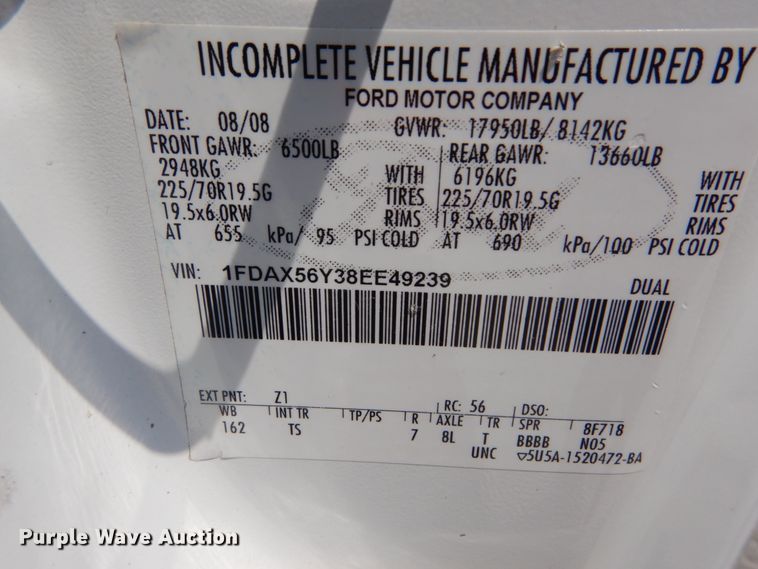 INCOMPLETE VEHICLE MANUFACTURED BY
FORD MOTOR COMPANY
DATE: 08/08 GVWR: 17950LB/ 8142KG
FRONT GAWR: 6500LB REAR GAWR: 13660LB
2948KG WITH 6196KG WITH
225/70R19.5G TIRES 225/70R19.5G TIRES
19.5x6.0RW RIMS 19.5x6.0RW RIMS
AT 655 kPa/ 95 PSI COLD AT 690 kPa/100 PSI COLD
VIN: 1FDAX56Y38EE49239 DUAL
EXT PNT: Z1 RC: 56 DSO:
WB INT TR TP/PS R AXLE TR SPR 8F718
162 TS 7 8L T BBBB N05
UNC ▽5U5A-1520472-BA
Purple Wave Auction